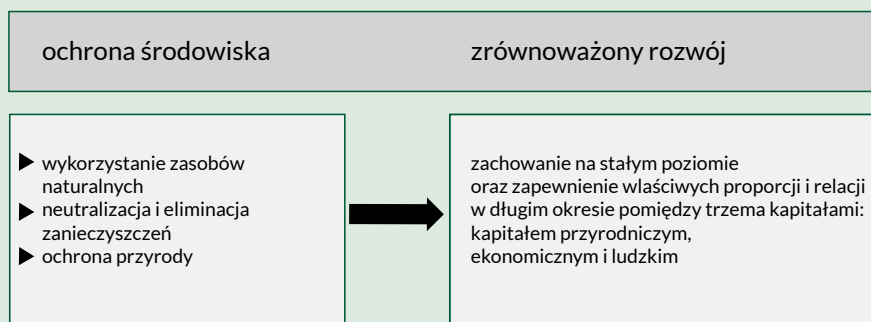 ochrona środowiska
zrównoważony rozwój
wykorzystanie zasobów
naturalnych
neutralizacja i eliminacja
zanieczyszczeń
ochrona przyrody
zachowanie na stałym poziomie
oraz zapewnienie wlaściwych proporcji i relacji
w długim okresie pomiędzy trzema kapitałami:
kapitałem przyrodniczym,
ekonomicznym i ludzkim